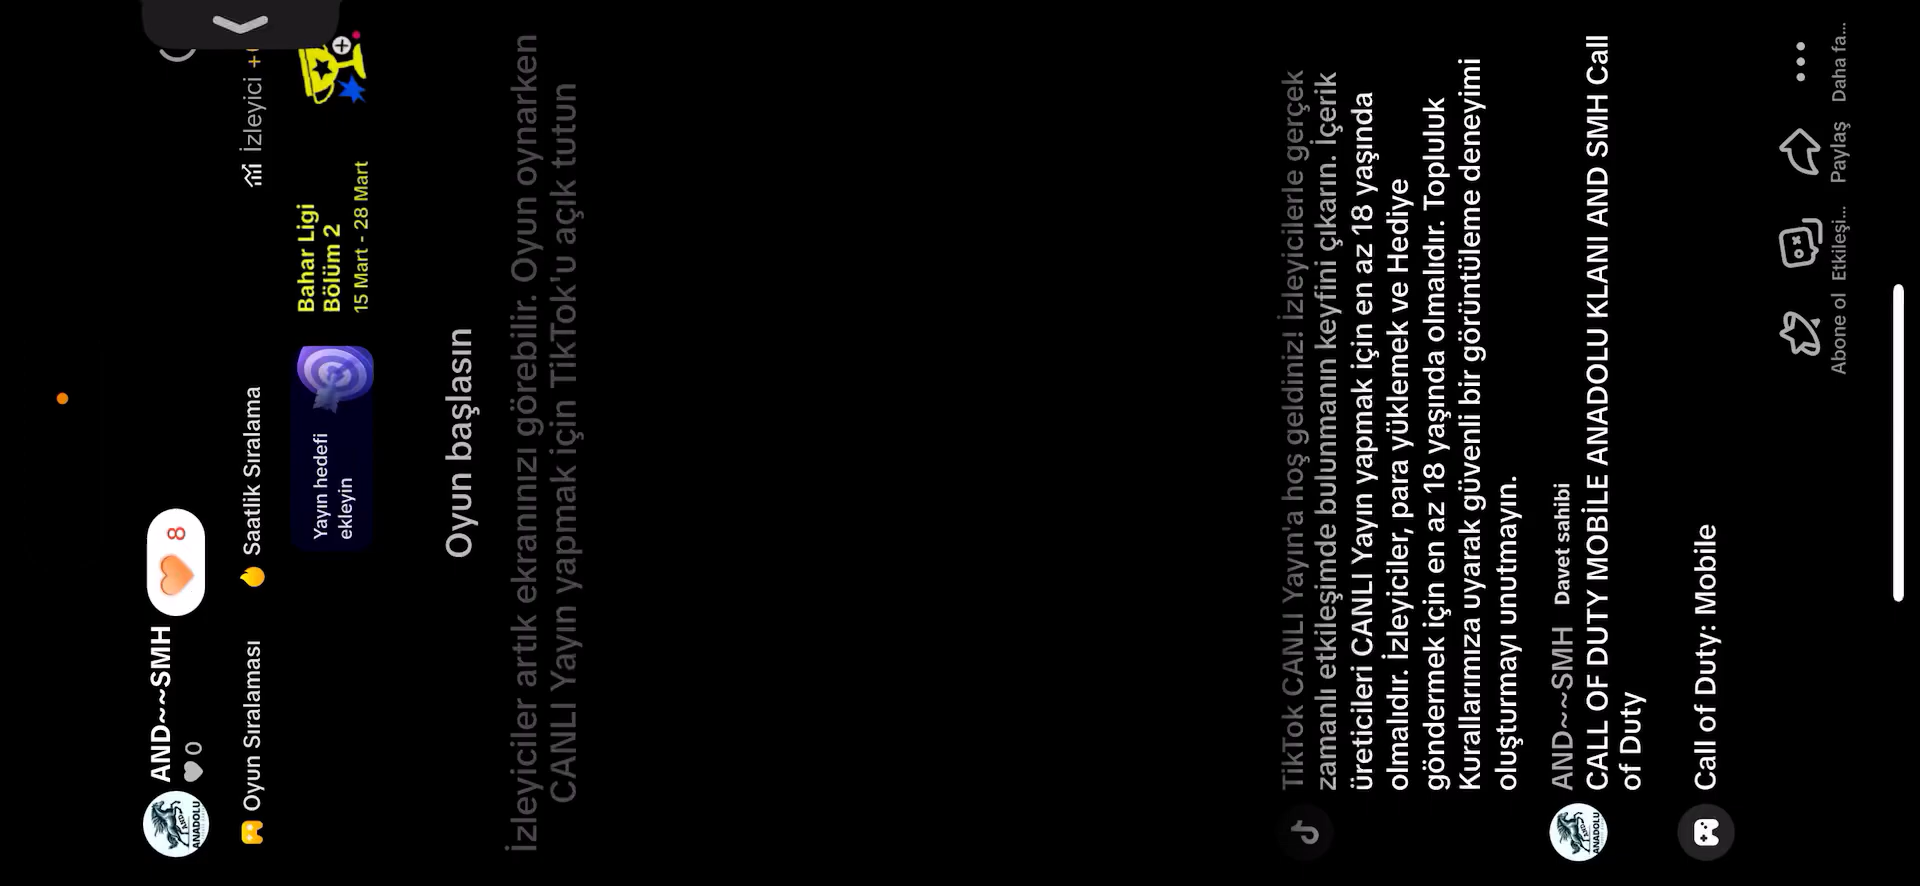 AND~~SMH
0
8
Oyun Sıralaması
Saatlik Sıralama
İzleyici +
Yayın hedefi
ekleyin
Bahar Ligi
Bölüm 2
15 Mart - 28 Mart
Oyun başlasın
İzleyiciler artık ekranınızı görebilir. Oyun oynarken
CANLI Yayın yapmak için TikTok'u açık tutun
TikTok CANLI Yayın'a hoş geldiniz! İzleyicilerle gerçek
zamanlı etkileşimde bulunmanın keyfini çıkarın. İçerik
üreticileri CANLI Yayın yapmak için en az 18 yaşında
olmalıdır. İzleyiciler, para yüklemek ve Hediye
göndermek için en az 18 yaşında olmalıdır. Topluluk
Kurallarımıza uyarak güvenli bir görüntüleme deneyimi
oluşturmayı unutmayın.
AND~~SMH Davet sahibi
CALL OF DUTY MOBİLE ANADOLU KLANI AND SMH Call
of Duty
Call of Duty: Mobile
Abone ol
Etkileşi...
Paylaş
Daha fa...
AND
ANADOLU
AND
ANADOLU